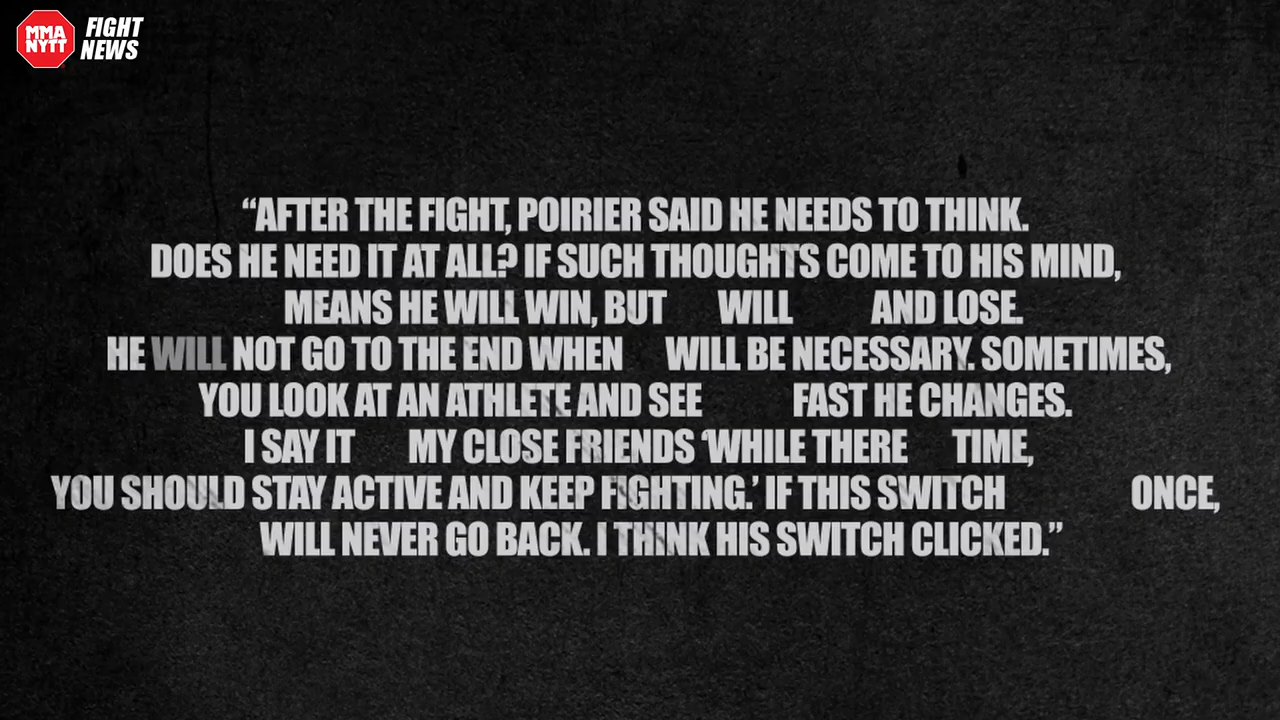 MMA
NYTT
FIGHT
NEWS
“AFTER THE FIGHT, POIRIER SAID HE NEEDS TO THINK.
DOES HE NEED IT AT ALL? IF SUCH THOUGHTS COME TO HIS MIND,
MEANS HE WILL WIN, BUT WILL AND LOSE.
HE WILL NOT GO TO THE END WHEN WILL BE NECESSARY. SOMETIMES,
YOU LOOK AT AN ATHLETE AND SEE FAST HE CHANGES.
I SAY IT MY CLOSE FRIENDS ‘WHILE THERE TIME,
YOU SHOULD STAY ACTIVE AND KEEP FIGHTING.’ IF THIS SWITCH ONCE,
WILL NEVER GO BACK. I THINK HIS SWITCH CLICKED.”